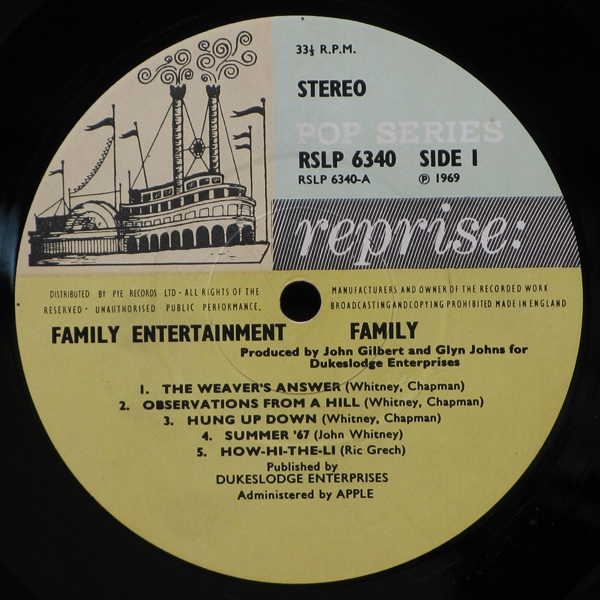 33⅓ R.P.M.
STEREO
POP SERIES
RSLP 6340 SIDE 1
RSLP 6340-A ℗ 1969
reprise:
DISTRIBUTED BY PYE RECORDS LTD · ALL RIGHTS OF THE MANUFACTURERS AND OWNER OF THE RECORDED WORK
RESERVED · UNAUTHORISED PUBLIC PERFORMANCE, BROADCASTING AND COPYING PROHIBITED MADE IN ENGLAND
FAMILY ENTERTAINMENT FAMILY
Produced by John Gilbert and Glyn Johns for
Dukeslodge Enterprises
1. THE WEAVER'S ANSWER (Whitney, Chapman)
2. OBSERVATIONS FROM A HILL (Whitney, Chapman)
3. HUNG UP DOWN (Whitney, Chapman)
4. SUMMER '67 (John Whitney)
5. HOW-HI-THE-LI (Ric Grech)
Published by
DUKESLODGE ENTERPRISES
Administered by APPLE